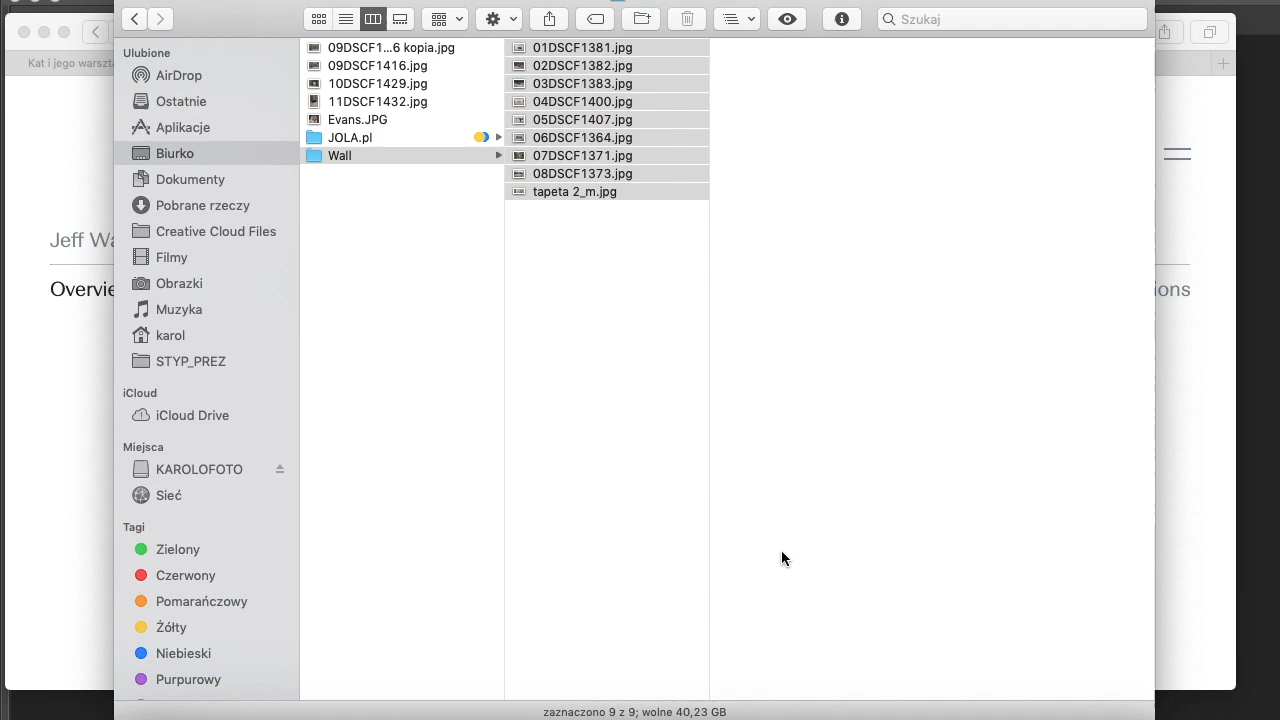 Szukaj
Kat i jego warszta
Jeff Wa
Overvie
ions
Ulubione
AirDrop
Ostatnie
Aplikacje
Biurko
Dokumenty
Pobrane rzeczy
Creative Cloud Files
Filmy
Obrazki
Muzyka
karol
STYP_PREZ
iCloud
iCloud Drive
Miejsca
KAROLOFOTO
Sieć
Tagi
Zielony
Czerwony
Pomarańczowy
Żółty
Niebieski
Purpurowy
09DSCF1...6 kopia.jpg
09DSCF1416.jpg
10DSCF1429.jpg
11DSCF1432.jpg
Evans.JPG
JOLA.pl
Wall
01DSCF1381.jpg
02DSCF1382.jpg
03DSCF1383.jpg
04DSCF1400.jpg
05DSCF1407.jpg
06DSCF1364.jpg
07DSCF1371.jpg
08DSCF1373.jpg
tapeta 2_m.jpg
zaznaczono 9 z 9; wolne 40,23 GB